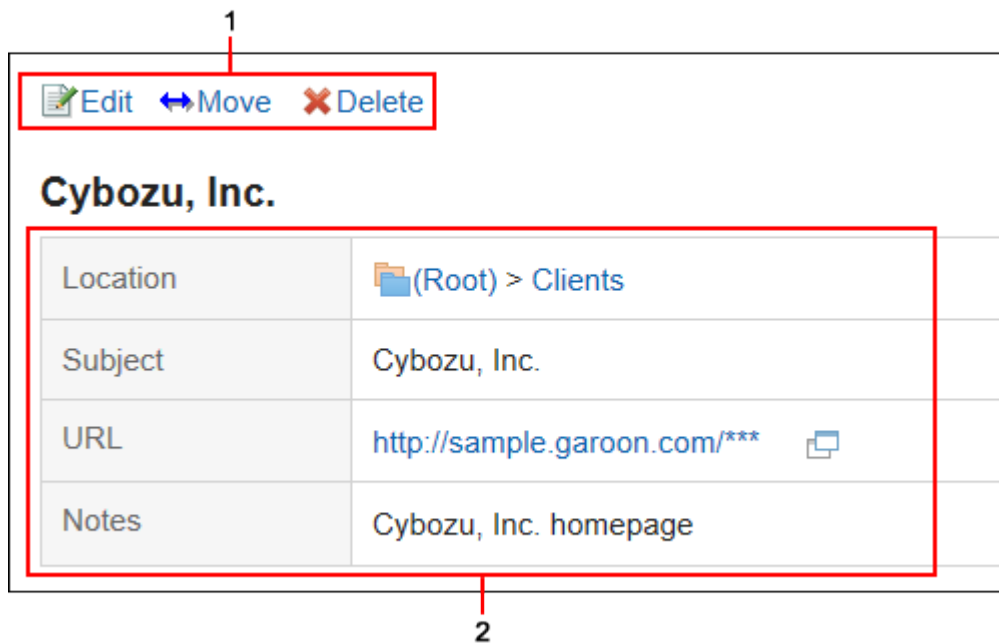 1
Edit Move Delete
Cybozu, Inc.
Location (Root) > Clients
Subject Cybozu, Inc.
URL http://sample.garoon.com/***
Notes Cybozu, Inc. homepage
2